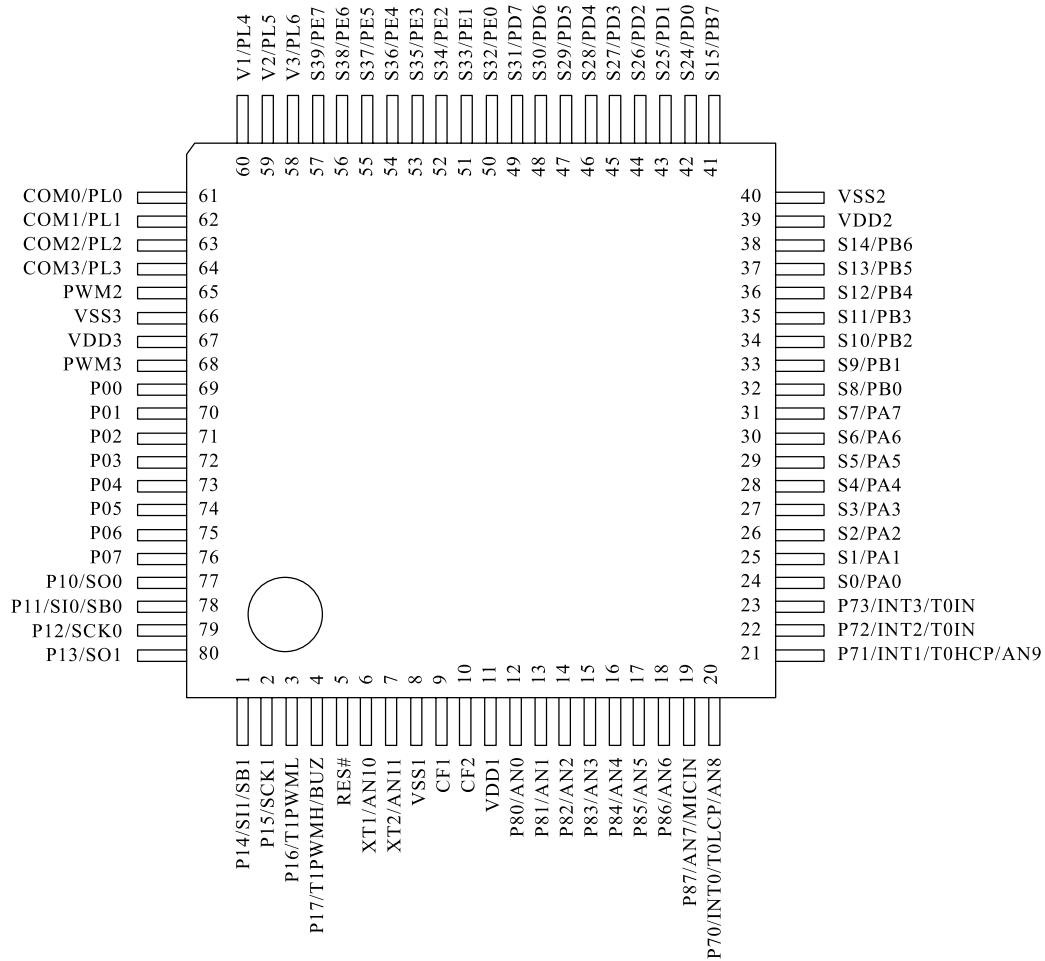 V1/PL4
V2/PL5
V3/PL6
S39/PE7
S38/PE6
S37/PE5
S36/PE4
S35/PE3
S34/PE2
S33/PE1
S32/PE0
S31/PD7
S30/PD6
S29/PD5
S28/PD4
S27/PD3
S26/PD2
S25/PD1
S24/PD0
S15/PB7
60
59
58
57
56
55
54
53
52
51
50
49
48
47
46
45
44
43
42
41
COM0/PL0 61
COM1/PL1 62
COM2/PL2 63
COM3/PL3 64
PWM2 65
VSS3 66
VDD3 67
PWM3 68
P00 69
P01 70
P02 71
P03 72
P04 73
P05 74
P06 75
P07 76
P10/SO0 77
P11/SI0/SB0 78
P12/SCK0 79
P13/SO1 80
40 VSS2
39 VDD2
38 S14/PB6
37 S13/PB5
36 S12/PB4
35 S11/PB3
34 S10/PB2
33 S9/PB1
32 S8/PB0
31 S7/PA7
30 S6/PA6
29 S5/PA5
28 S4/PA4
27 S3/PA3
26 S2/PA2
25 S1/PA1
24 S0/PA0
23 P73/INT3/T0IN
22 P72/INT2/T0IN
21 P71/INT1/T0HCP/AN9
1
2
3
4
5
6
7
8
9
10
11
12
13
14
15
16
17
18
19
20
P14/SI1/SB1
P15/SCK1
P16/T1PWML
P17/T1PWMH/BUZ
RES#
XT1/AN10
XT2/AN11
VSS1
CF1
CF2
VDD1
P80/AN0
P81/AN1
P82/AN2
P83/AN3
P84/AN4
P85/AN5
P86/AN6
P87/AN7/MICIN
P70/INT0/T0LCP/AN8